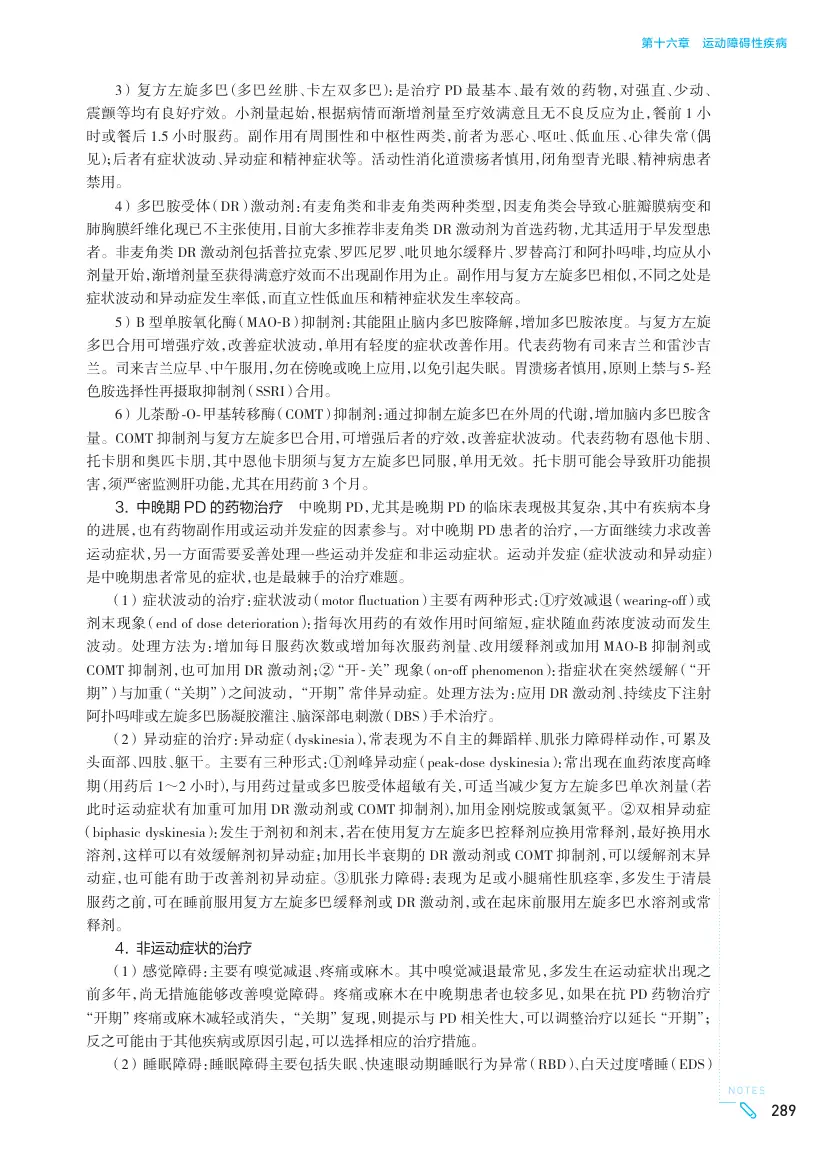 第十六章 运动障碍性疾病
3）复方左旋多巴(多巴丝肼、卡左双多巴):是治疗 PD 最基本、最有效的药物,对强直、少动、
震颤等均有良好疗效。小剂量起始,根据病情而渐增剂量至疗效满意且无不良反应为止,餐前 1 小
时或餐后 1.5 小时服药。副作用有周围性和中枢性两类,前者为恶心、呕吐、低血压、心律失常(偶
见);后者有症状波动、异动症和精神症状等。活动性消化道溃疡者慎用,闭角型青光眼、精神病患者
禁用。
4）多巴胺受体(DR)激动剂:有麦角类和非麦角类两种类型,因麦角类会导致心脏瓣膜病变和
肺胸膜纤维化现已不主张使用,目前大多推荐非麦角类 DR 激动剂为首选药物,尤其适用于早发型患
者。非麦角类 DR 激动剂包括普拉克索、罗匹尼罗、吡贝地尔缓释片、罗替高汀和阿扑吗啡,均应从小
剂量开始,渐增剂量至获得满意疗效而不出现副作用为止。副作用与复方左旋多巴相似,不同之处是
症状波动和异动症发生率低,而直立性低血压和精神症状发生率较高。
5）B 型单胺氧化酶(MAO-B)抑制剂:其能阻止脑内多巴胺降解,增加多巴胺浓度。与复方左旋
多巴合用可增强疗效,改善症状波动,单用有轻度的症状改善作用。代表药物有司来吉兰和雷沙吉
兰。司来吉兰应早、中午服用,勿在傍晚或晚上应用,以免引起失眠。胃溃疡者慎用,原则上禁与 5-羟
色胺选择性再摄取抑制剂(SSRI)合用。
6）儿茶酚-O-甲基转移酶(COMT)抑制剂:通过抑制左旋多巴在外周的代谢,增加脑内多巴胺含
量。COMT 抑制剂与复方左旋多巴合用,可增强后者的疗效,改善症状波动。代表药物有恩他卡朋、
托卡朋和奥匹卡朋,其中恩他卡朋须与复方左旋多巴同服,单用无效。托卡朋可能会导致肝功能损
害,须严密监测肝功能,尤其在用药前 3 个月。
3. 中晚期 PD 的药物治疗 中晚期 PD,尤其是晚期 PD 的临床表现极其复杂,其中有疾病本身
的进展,也有药物副作用或运动并发症的因素参与。对中晚期 PD 患者的治疗,一方面继续力求改善
运动症状,另一方面需要妥善处理一些运动并发症和非运动症状。运动并发症(症状波动和异动症)
是中晚期患者常见的症状,也是最棘手的治疗难题。
(1)症状波动的治疗:症状波动(motor fluctuation)主要有两种形式:①疗效减退(wearing-off)或
剂末现象(end of dose deterioration):指每次用药的有效作用时间缩短,症状随血药浓度波动而发生
波动。处理方法为:增加每日服药次数或增加每次服药剂量、改用缓释剂或加用 MAO-B 抑制剂或
COMT 抑制剂,也可加用 DR 激动剂;②“开-关”现象(on-off phenomenon):指症状在突然缓解(“开
期”)与加重(“关期”)之间波动,“开期”常伴异动症。处理方法为:应用 DR 激动剂、持续皮下注射
阿扑吗啡或左旋多巴肠凝胶灌注、脑深部电刺激(DBS)手术治疗。
(2)异动症的治疗:异动症(dyskinesia),常表现为不自主的舞蹈样、肌张力障碍样动作,可累及
头面部、四肢、躯干。主要有三种形式:①剂峰异动症(peak-dose dyskinesia):常出现在血药浓度高峰
期(用药后 1～2 小时),与用药过量或多巴胺受体超敏有关,可适当减少复方左旋多巴单次剂量(若
此时运动症状有加重可加用 DR 激动剂或 COMT 抑制剂),加用金刚烷胺或氯氮平。②双相异动症
(biphasic dyskinesia):发生于剂初和剂末,若在使用复方左旋多巴控释剂应换用常释剂,最好换用水
溶剂,这样可以有效缓解剂初异动症;加用长半衰期的 DR 激动剂或 COMT 抑制剂,可以缓解剂末异
动症,也可能有助于改善剂初异动症。③肌张力障碍:表现为足或小腿痛性肌痉挛,多发生于清晨
服药之前,可在睡前服用复方左旋多巴缓释剂或 DR 激动剂,或在起床前服用左旋多巴水溶剂或常
释剂。
4. 非运动症状的治疗
(1)感觉障碍:主要有嗅觉减退、疼痛或麻木。其中嗅觉减退最常见,多发生在运动症状出现之
前多年,尚无措施能够改善嗅觉障碍。疼痛或麻木在中晚期患者也较多见,如果在抗 PD 药物治疗
“开期”疼痛或麻木减轻或消失,“关期”复现,则提示与 PD 相关性大,可以调整治疗以延长“开期”;
反之可能由于其他疾病或原因引起,可以选择相应的治疗措施。
(2)睡眠障碍:睡眠障碍主要包括失眠、快速眼动期睡眠行为异常(RBD)、白天过度嗜睡(EDS)
NOTES
289